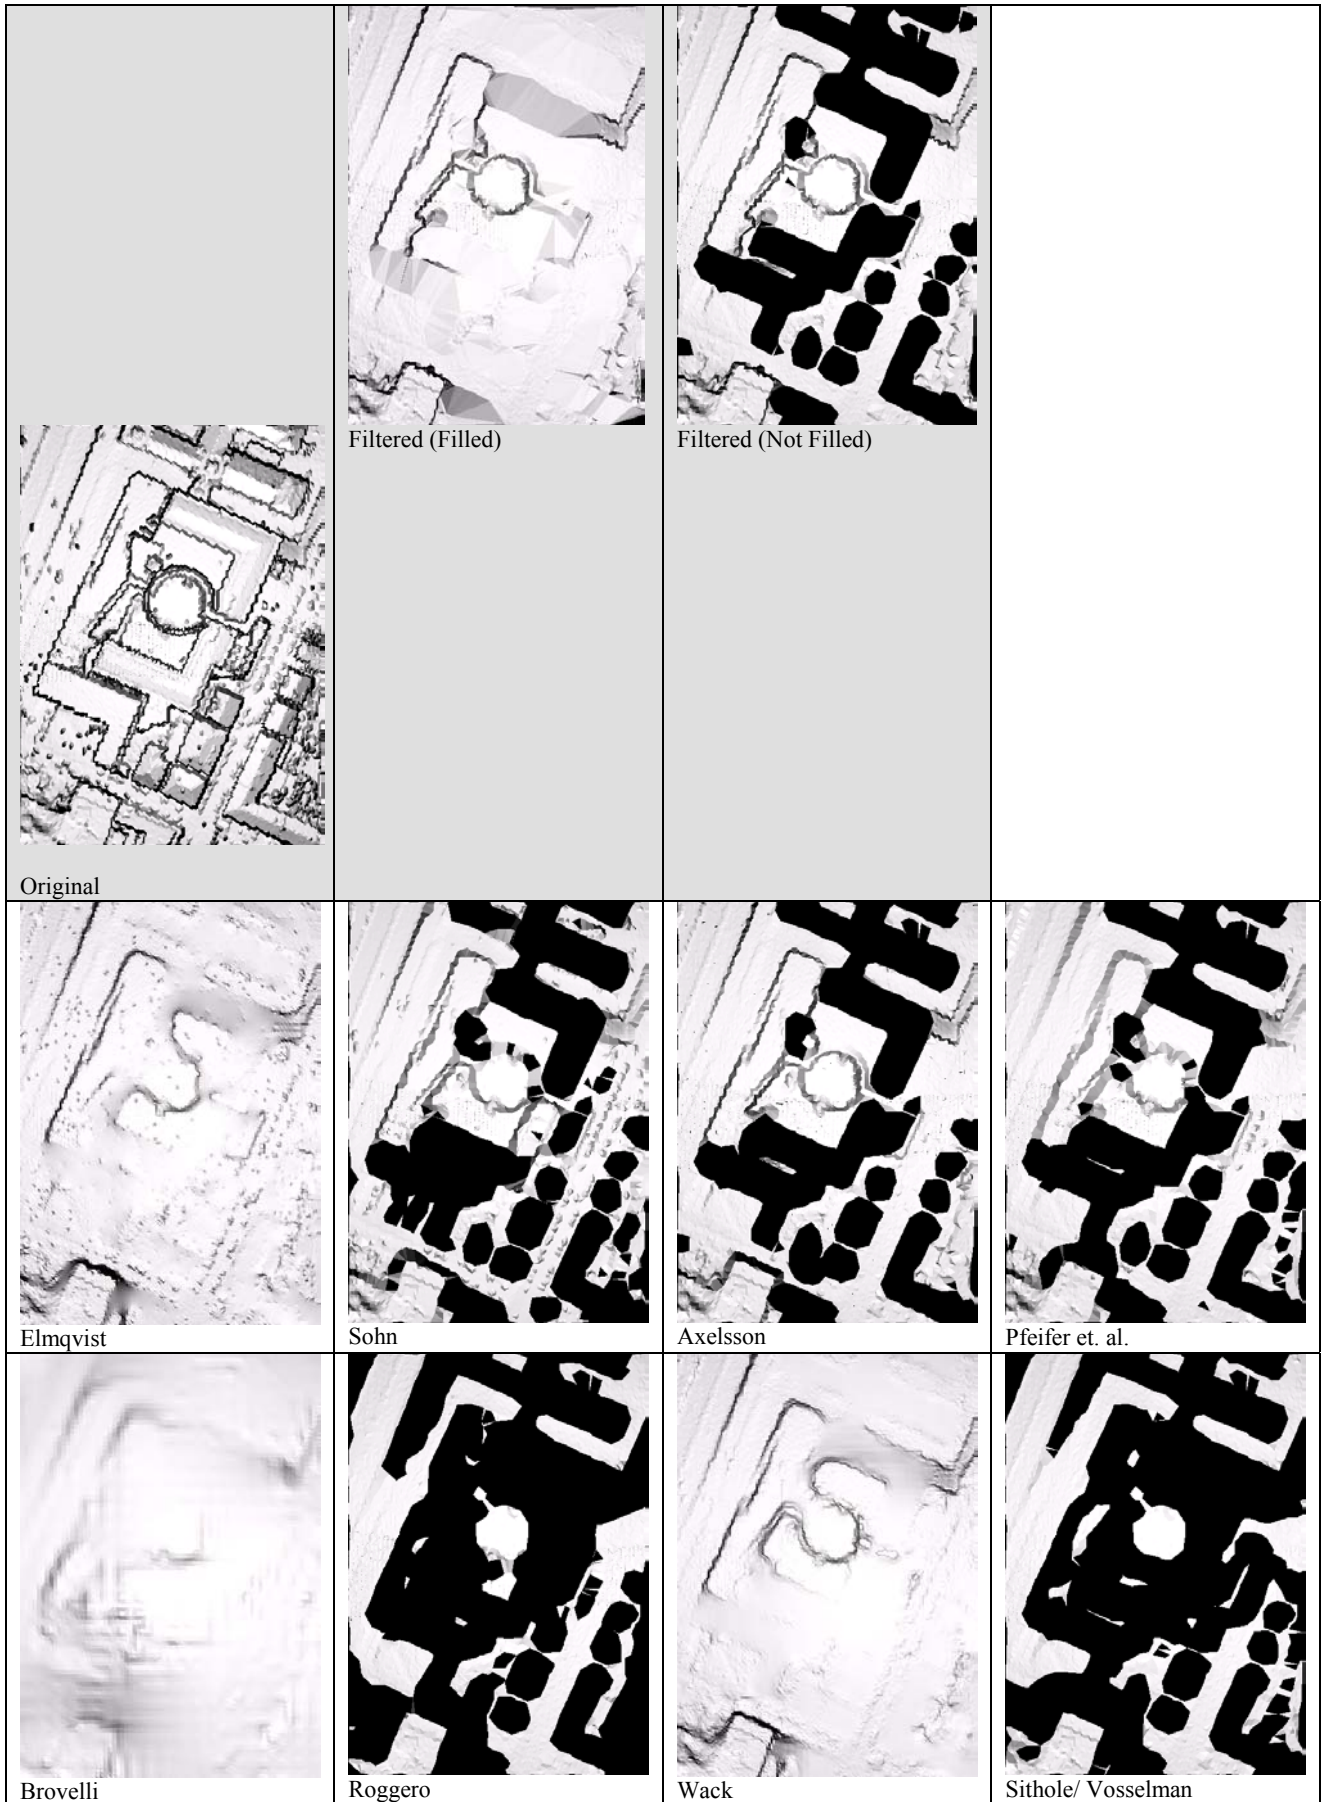 Filtered (Filled)
Filtered (Not Filled)
Original
Elmqvist
Sohn
Axelsson
Pfeifer et. al.
Brovelli
Roggero
Wack
Sithole/ Vosselman